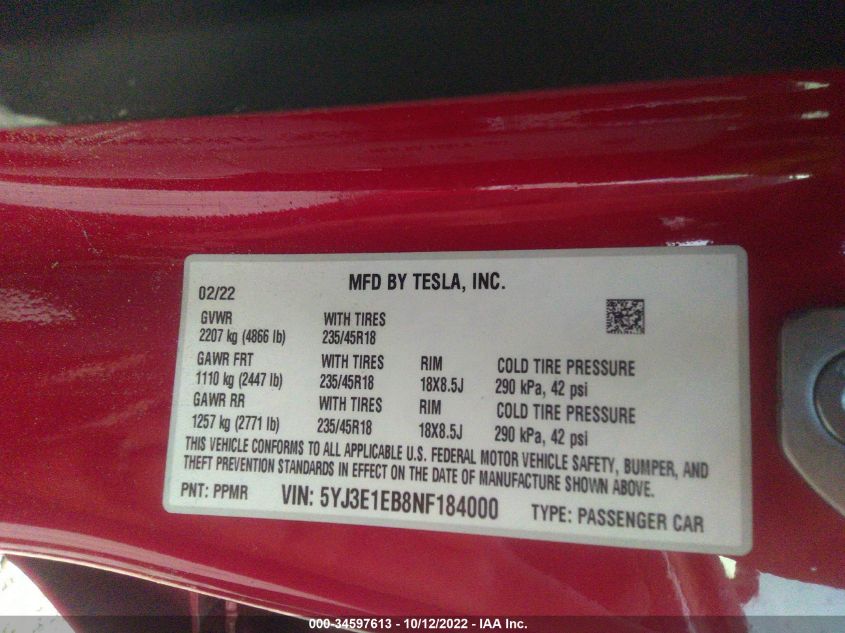 MFD BY TESLA, INC.
02/22
GVWR WITH TIRES
2207 kg (4866 lb) 235/45R18
GAWR FRT WITH TIRES RIM COLD TIRE PRESSURE
1110 kg (2447 lb) 235/45R18 18X8.5J 290 kPa, 42 psi
GAWR RR WITH TIRES RIM COLD TIRE PRESSURE
1257 kg (2771 lb) 235/45R18 18X8.5J 290 kPa, 42 psi
THIS VEHICLE CONFORMS TO ALL APPLICABLE U.S. FEDERAL MOTOR VEHICLE SAFETY, BUMPER, AND
THEFT PREVENTION STANDARDS IN EFFECT ON THE DATE OF MANUFACTURE SHOWN ABOVE.
PNT: PPMR VIN: 5YJ3E1EB8NF184000 TYPE: PASSENGER CAR
000-34597613 - 10/12/2022 - IAA Inc.